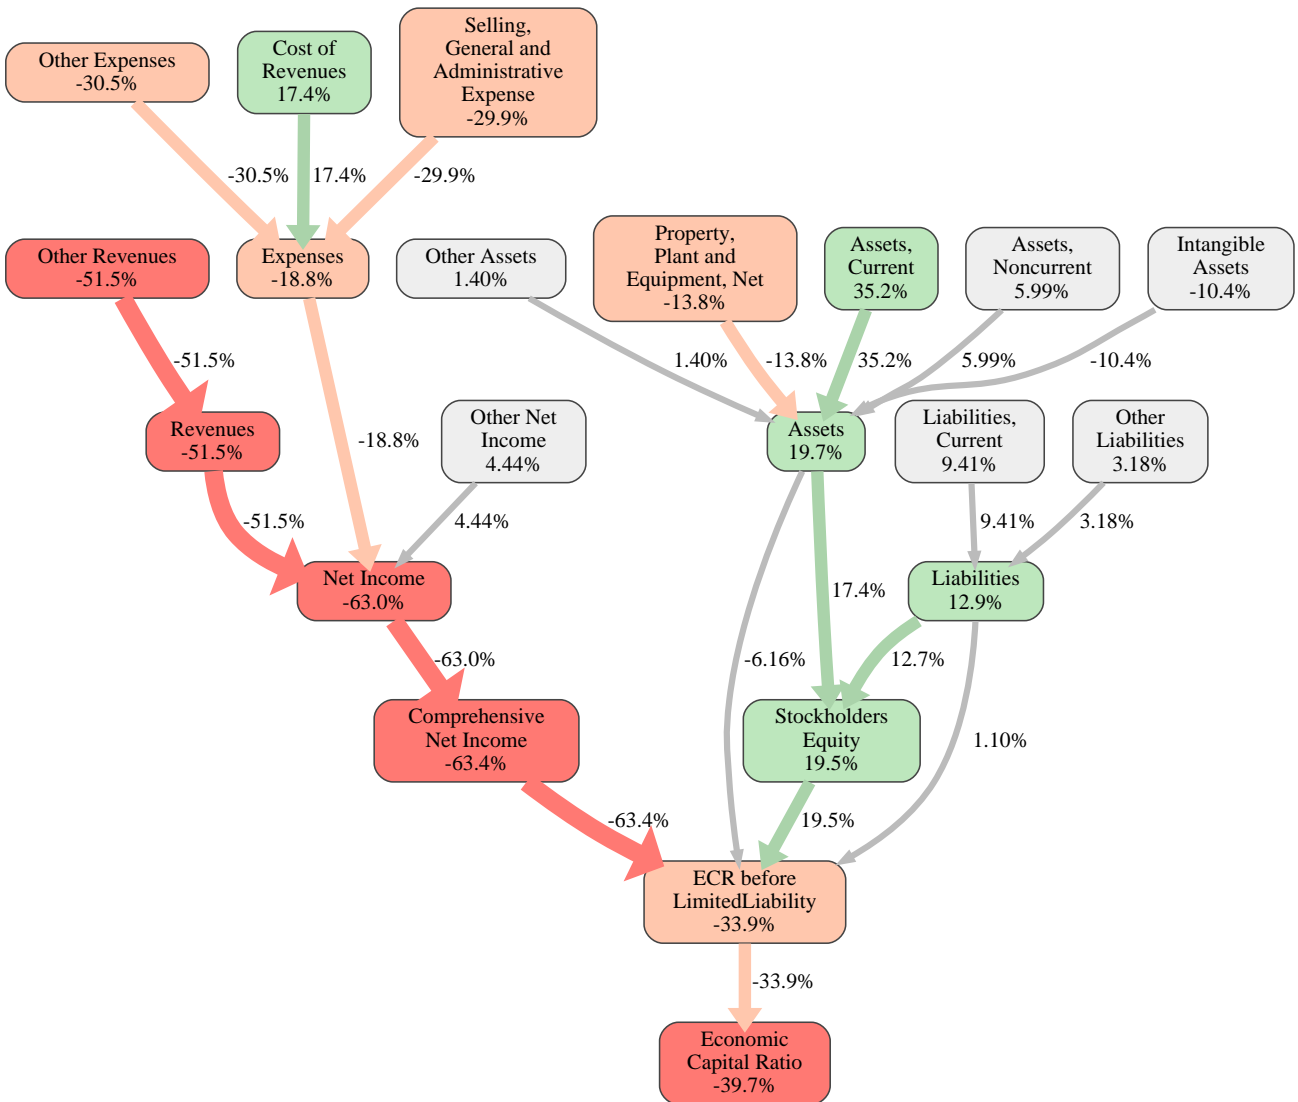 Other Expenses
-30.5%
Cost of
Revenues
17.4%
Selling,
General and
Administrative
Expense
-29.9%
-30.5%
17.4%
-29.9%
Other Revenues
-51.5%
Expenses
-18.8%
Other Assets
1.40%
Property,
Plant and
Equipment, Net
-13.8%
Assets,
Current
35.2%
Assets,
Noncurrent
5.99%
Intangible
Assets
-10.4%
-51.5%
1.40%
-13.8%
35.2%
5.99%
-10.4%
Revenues
-51.5%
-18.8%
Other Net
Income
4.44%
Assets
19.7%
Liabilities,
Current
9.41%
Other
Liabilities
3.18%
-51.5%
4.44%
9.41%
3.18%
Net Income
-63.0%
17.4%
Liabilities
12.9%
-63.0%
-6.16%
12.7%
Comprehensive
Net Income
-63.4%
Stockholders
Equity
19.5%
1.10%
-63.4%
19.5%
ECR before
LimitedLiability
-33.9%
-33.9%
Economic
Capital Ratio
-39.7%